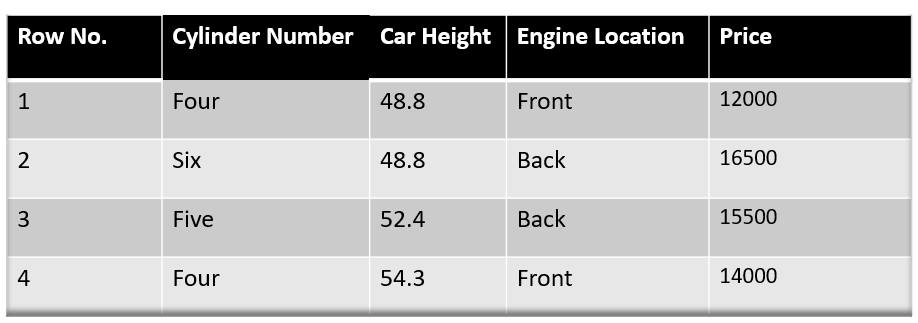 Row No. Cylinder Number Car Height Engine Location Price
1 Four 48.8 Front 12000
2 Six 48.8 Back 16500
3 Five 52.4 Back 15500
4 Four 54.3 Front 14000